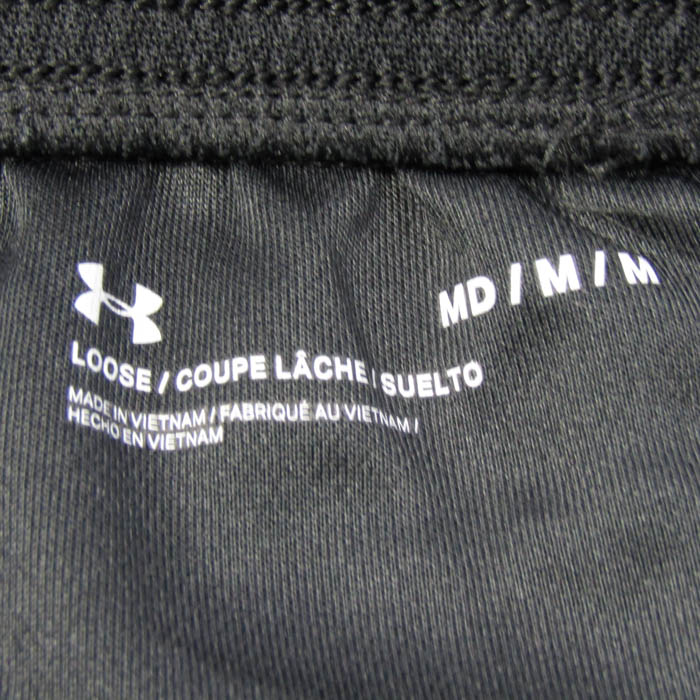 MD / M / M
LOOSE / COUPE LÂCHE / SUELTO
MADE IN VIETNAM / FABRIQUÉ AU VIETNAM /
HECHO EN VIETNAM